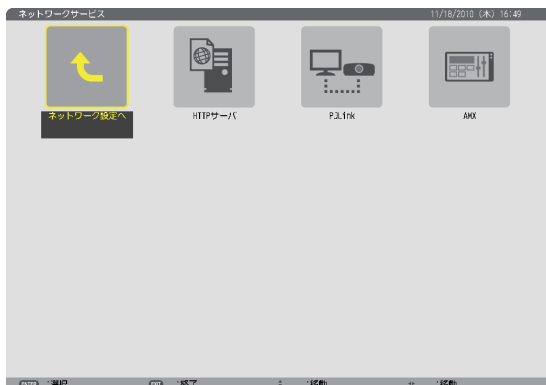 ネットワークサービス 11/18/2010 (木) 16:49
ネットワーク設定へ HTTPサーバ PJLink AMX
ENTER :選択 EXIT :終了 :移動 :移動